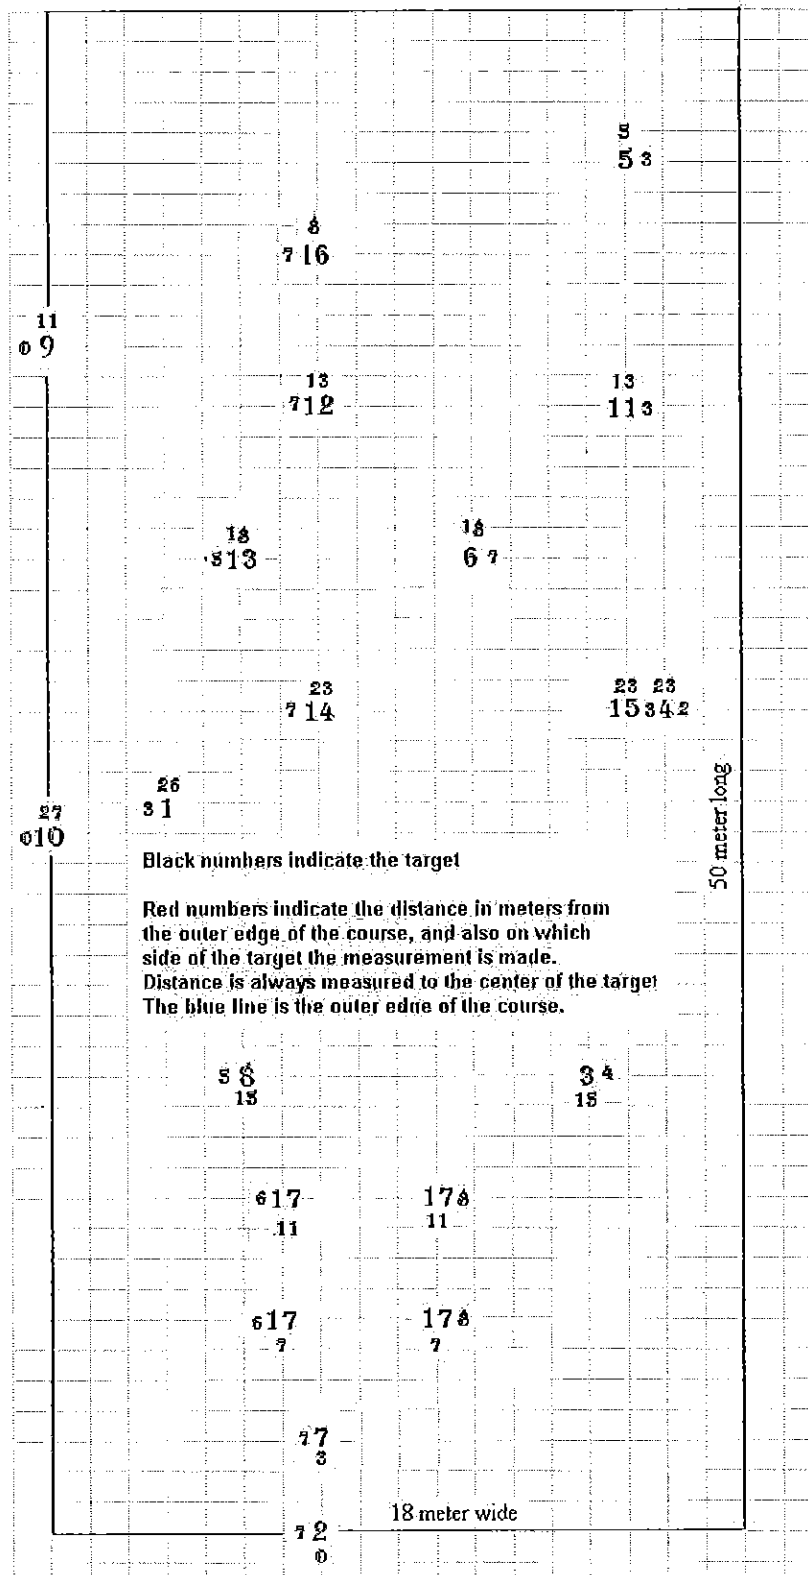 5
5 3
8
7 16
11
0 9
13 13
7 12 11 3
18 18
5 13 6 7
23 23 23
7 14 15 3 4 2
26
3 1
27
0 10
50 meter long
Black numbers indicate the target
Red numbers indicate the distance in meters from
the outer edge of the course, and also on which
side of the target the measurement is made.
Distance is always measured to the center of the target
The blue line is the outer edge of the course.
5 8 3 4
15 15
6 17 17 8
11 11
6 17 17 8
7 7
7 7
3
18 meter wide
7 2
0